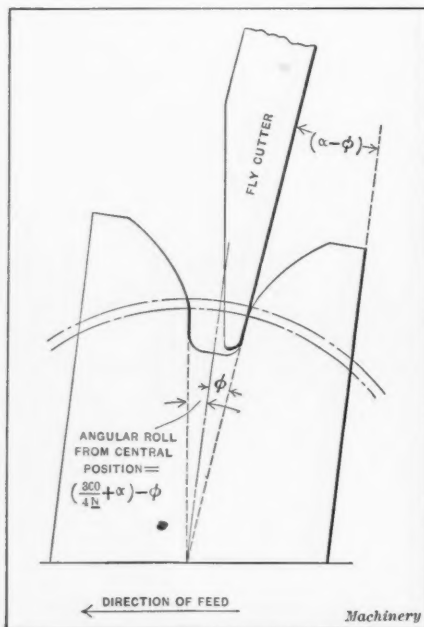 FLY CUTTER
(α-ϕ)
ϕ
ANGULAR ROLL
FROM CENTRAL
POSITION=
(360/4N+α)-ϕ
DIRECTION OF FEED
Machinery